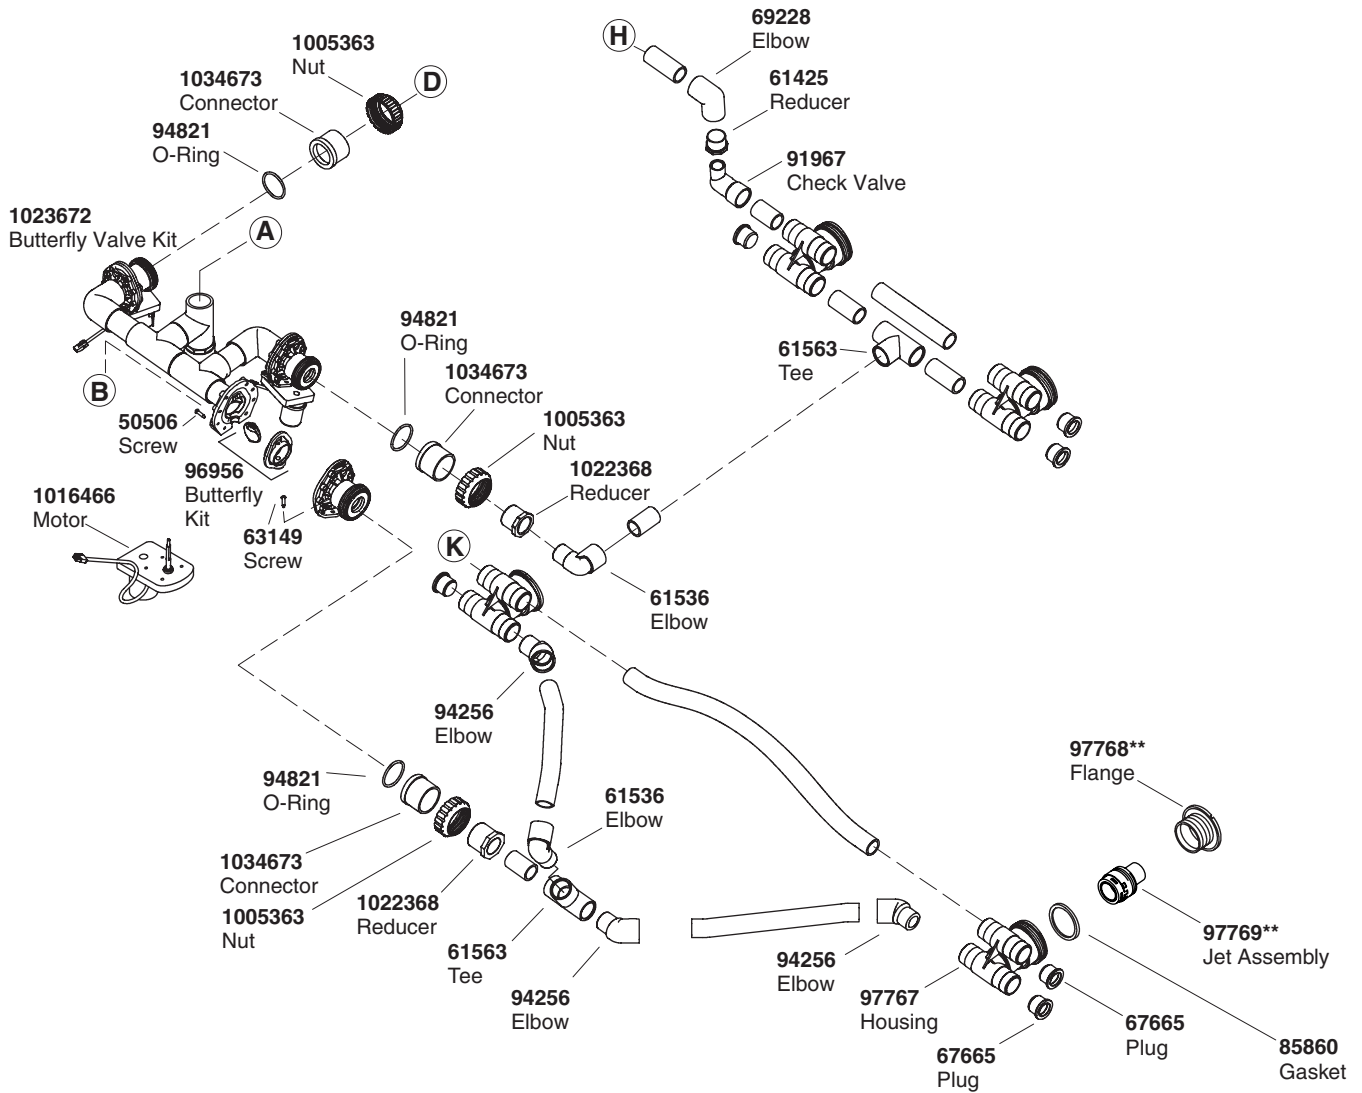 1005363
Nut
1034673
Connector
D
94821
O-Ring
1023672
Butterfly Valve Kit
A
B
50506
Screw
96956
Butterfly
Kit
1016466
Motor
63149
Screw
94821
O-Ring
1034673
Connector
1005363
Nut
1022368
Reducer
61536
Elbow
H
69228
Elbow
61425
Reducer
91967
Check Valve
61563
Tee
K
94256
Elbow
94821
O-Ring
1034673
Connector
1005363
Nut
1022368
Reducer
61536
Elbow
61563
Tee
94256
Elbow
94256
Elbow
97768**
Flange
97769**
Jet Assembly
97767
Housing
67665
Plug
67665
Plug
85860
Gasket